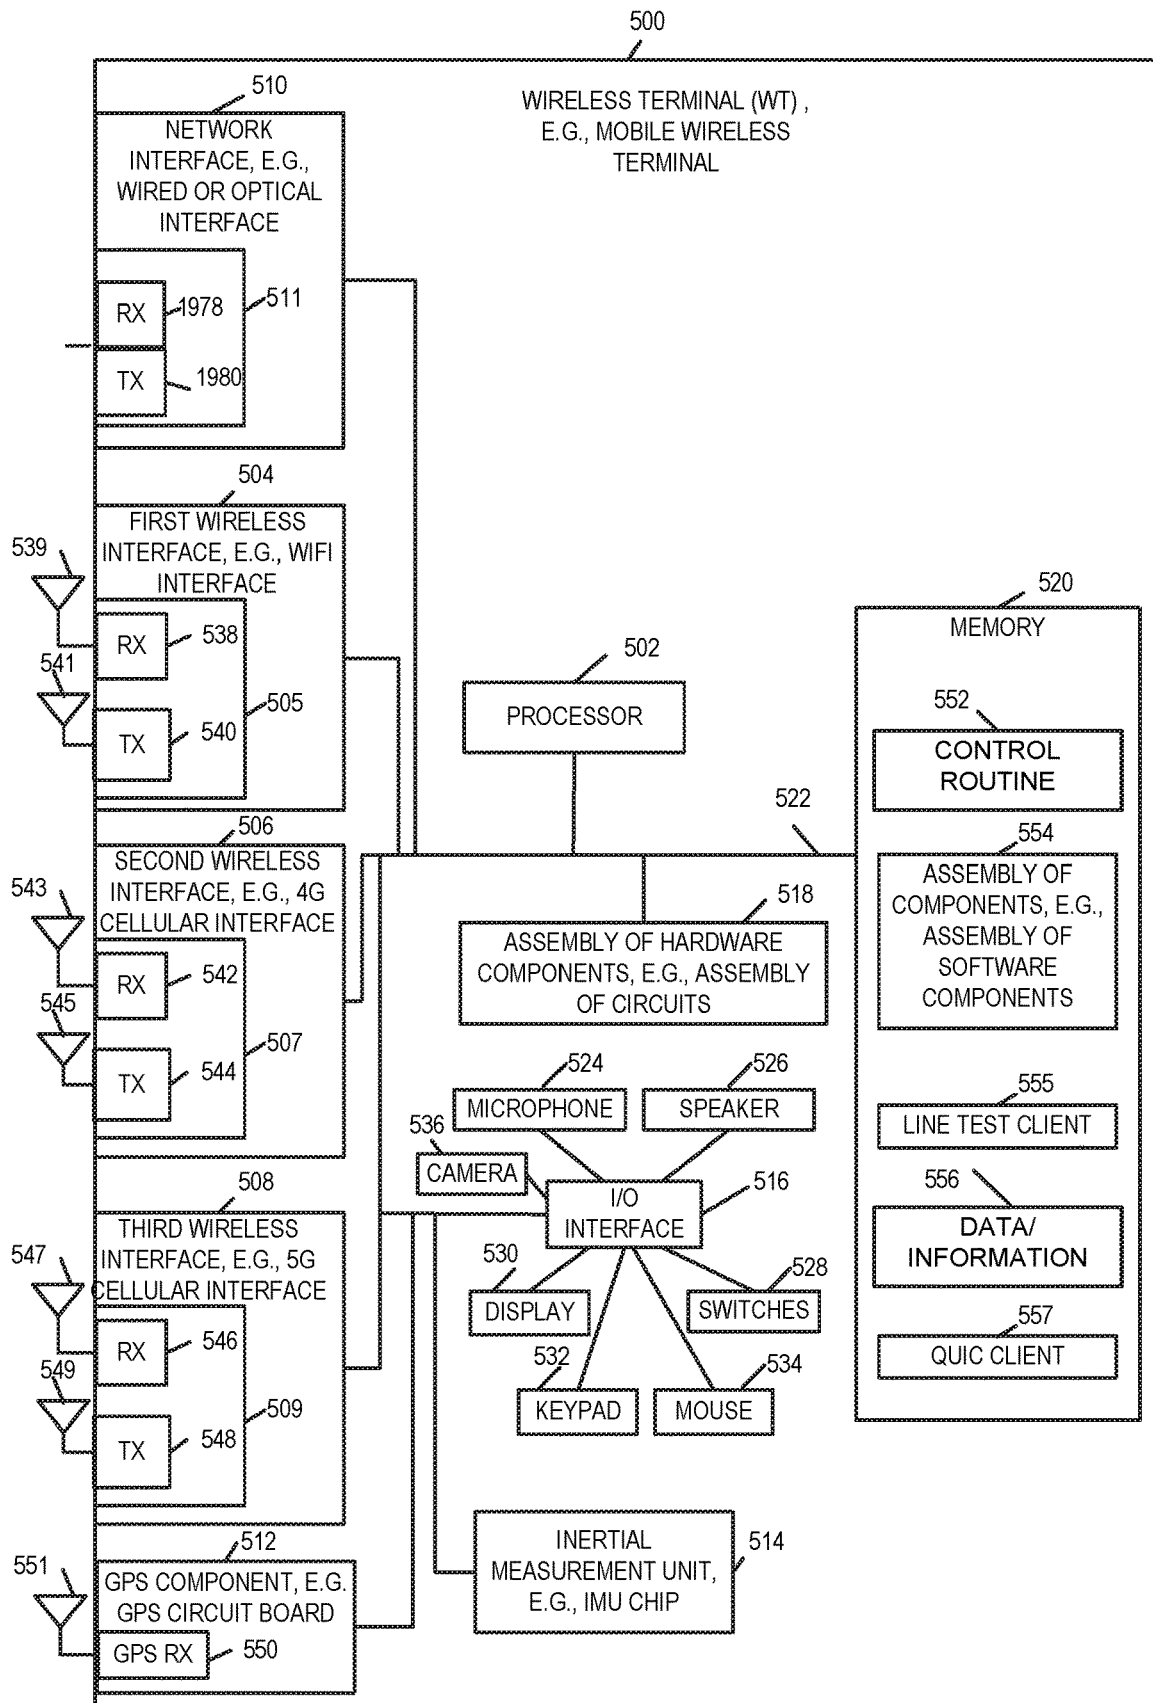 500
WIRELESS TERMINAL (WT) ,
E.G., MOBILE WIRELESS
TERMINAL
510
NETWORK
INTERFACE, E.G.,
WIRED OR OPTICAL
INTERFACE
511
RX
1978
TX
1980
504
FIRST WIRELESS
INTERFACE, E.G., WIFI
INTERFACE
539
RX
538
541
505
TX
540
506
SECOND WIRELESS
INTERFACE, E.G., 4G
CELLULAR INTERFACE
543
RX
542
545
507
TX
544
508
THIRD WIRELESS
INTERFACE, E.G., 5G
CELLULAR INTERFACE
547
RX
546
549
509
TX
548
512
GPS COMPONENT, E.G.
GPS CIRCUIT BOARD
551
GPS RX
550
502
PROCESSOR
522
518
ASSEMBLY OF HARDWARE
COMPONENTS, E.G., ASSEMBLY
OF CIRCUITS
524
MICROPHONE
526
SPEAKER
536
CAMERA
516
I/O
INTERFACE
530
DISPLAY
528
SWITCHES
532
KEYPAD
534
MOUSE
514
INERTIAL
MEASUREMENT UNIT,
E.G., IMU CHIP
520
MEMORY
552
CONTROL
ROUTINE
554
ASSEMBLY OF
COMPONENTS, E.G.,
ASSEMBLY OF
SOFTWARE
COMPONENTS
555
LINE TEST CLIENT
556
DATA/
INFORMATION
557
QUIC CLIENT